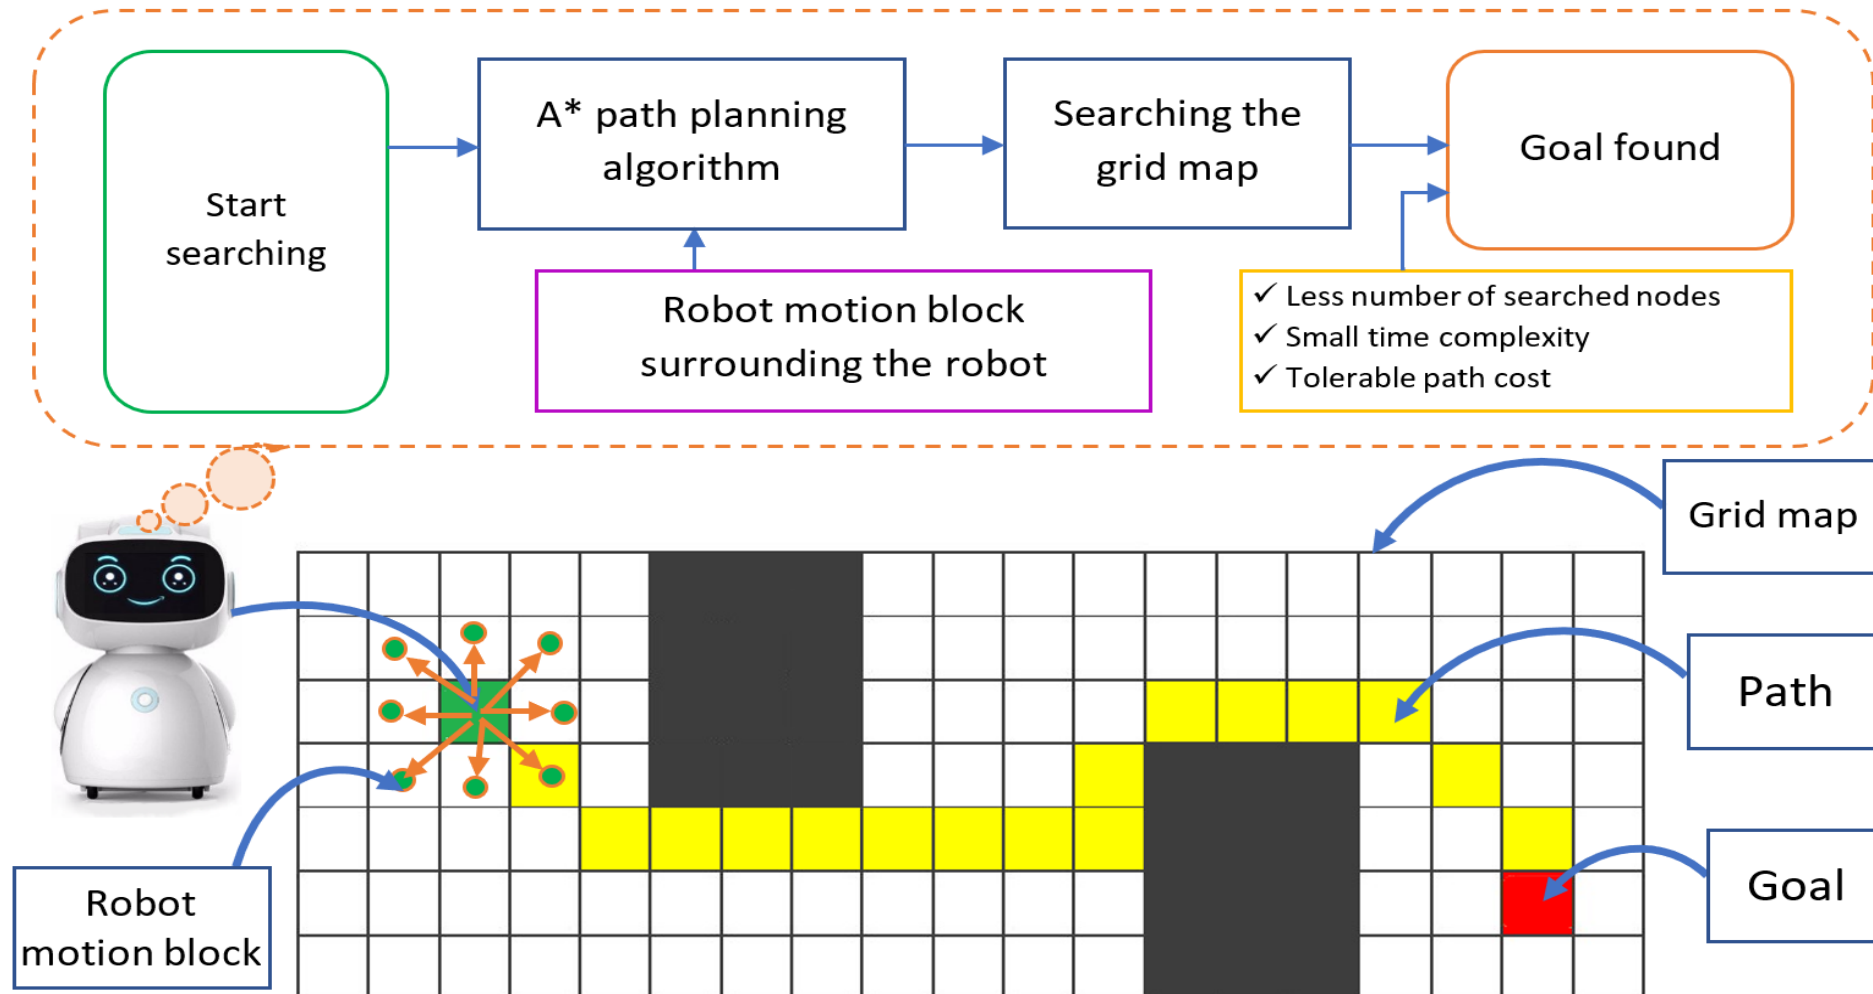 Start
searching
A* path planning
algorithm
Searching the
grid map
Goal found
Robot motion block
surrounding the robot
✓ Less number of searched nodes
✓ Small time complexity
✓ Tolerable path cost
Grid map
Path
Goal
Robot
motion block